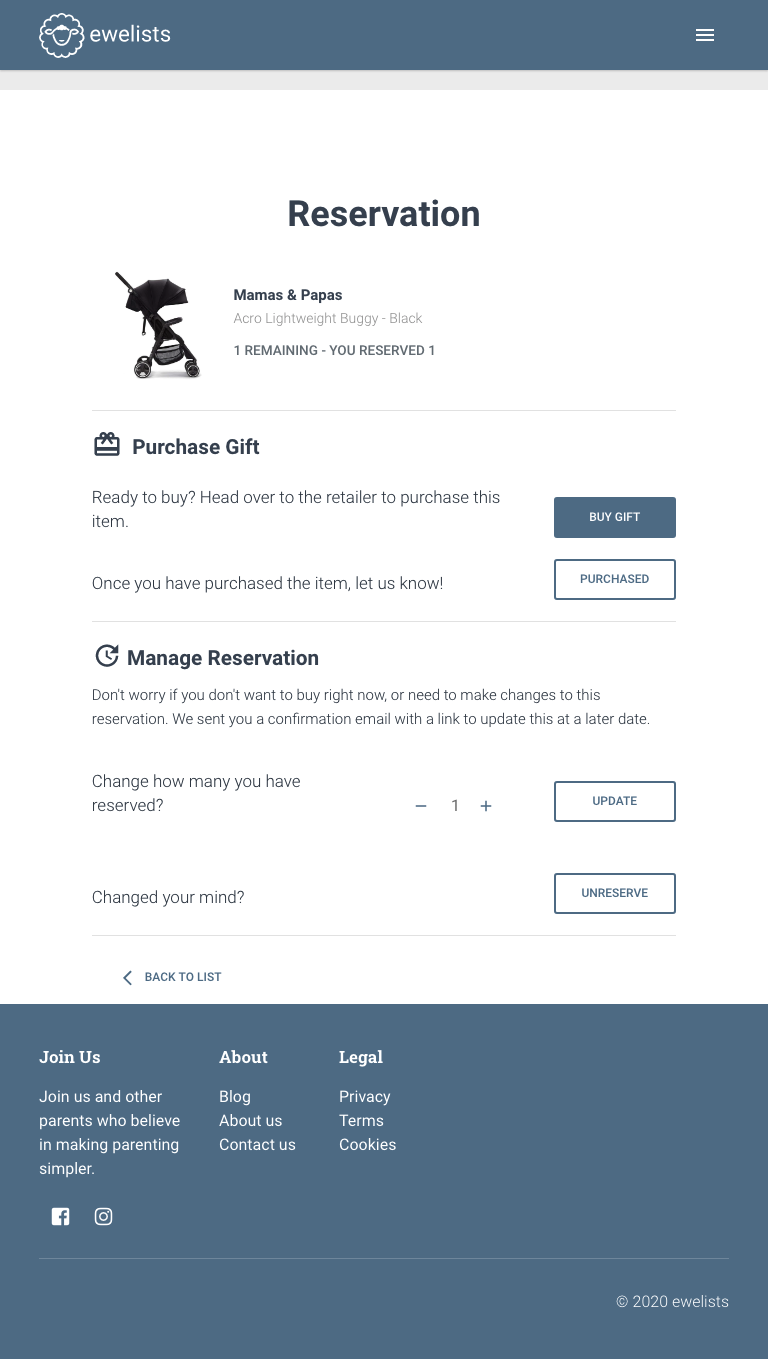 ewelists
Reservation
Mamas & Papas
Acro Lightweight Buggy - Black
1 REMAINING - YOU RESERVED 1
Purchase Gift
Ready to buy? Head over to the retailer to purchase this
item.
BUY GIFT
Once you have purchased the item, let us know!
PURCHASED
Manage Reservation
Don't worry if you don't want to buy right now, or need to make changes to this
reservation. We sent you a confirmation email with a link to update this at a later date.
Change how many you have
reserved?
− 1 +
UPDATE
Changed your mind?
UNRESERVE
BACK TO LIST
Join Us
Join us and other
parents who believe
in making parenting
simpler.
About
Blog
About us
Contact us
Legal
Privacy
Terms
Cookies
© 2020 ewelists